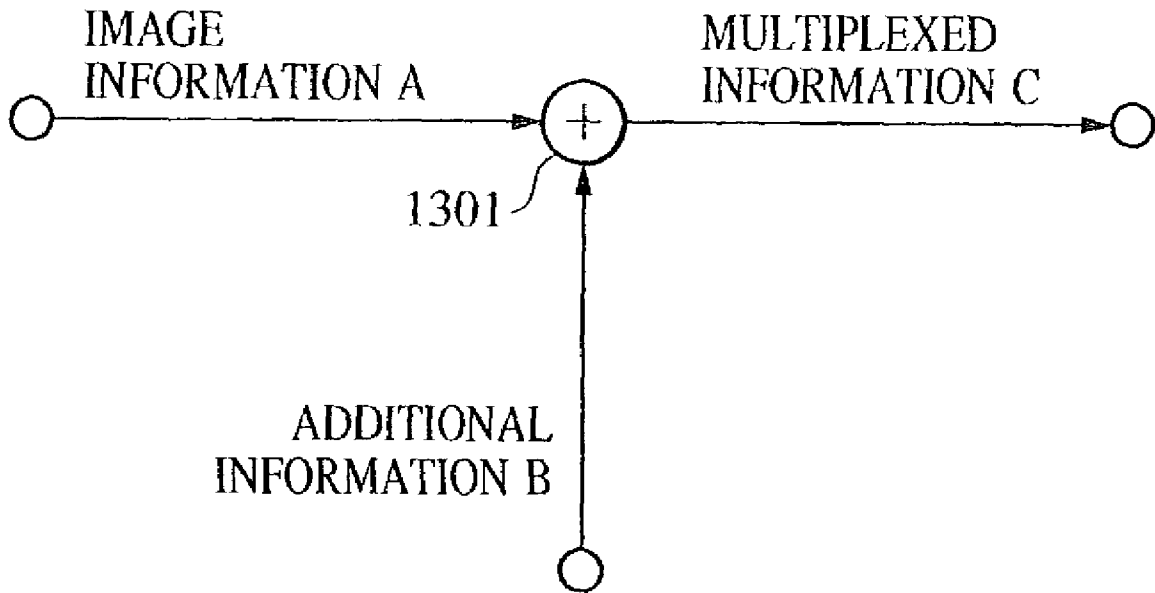 IMAGE
INFORMATION A
MULTIPLEXED
INFORMATION C
+
1301
ADDITIONAL
INFORMATION B